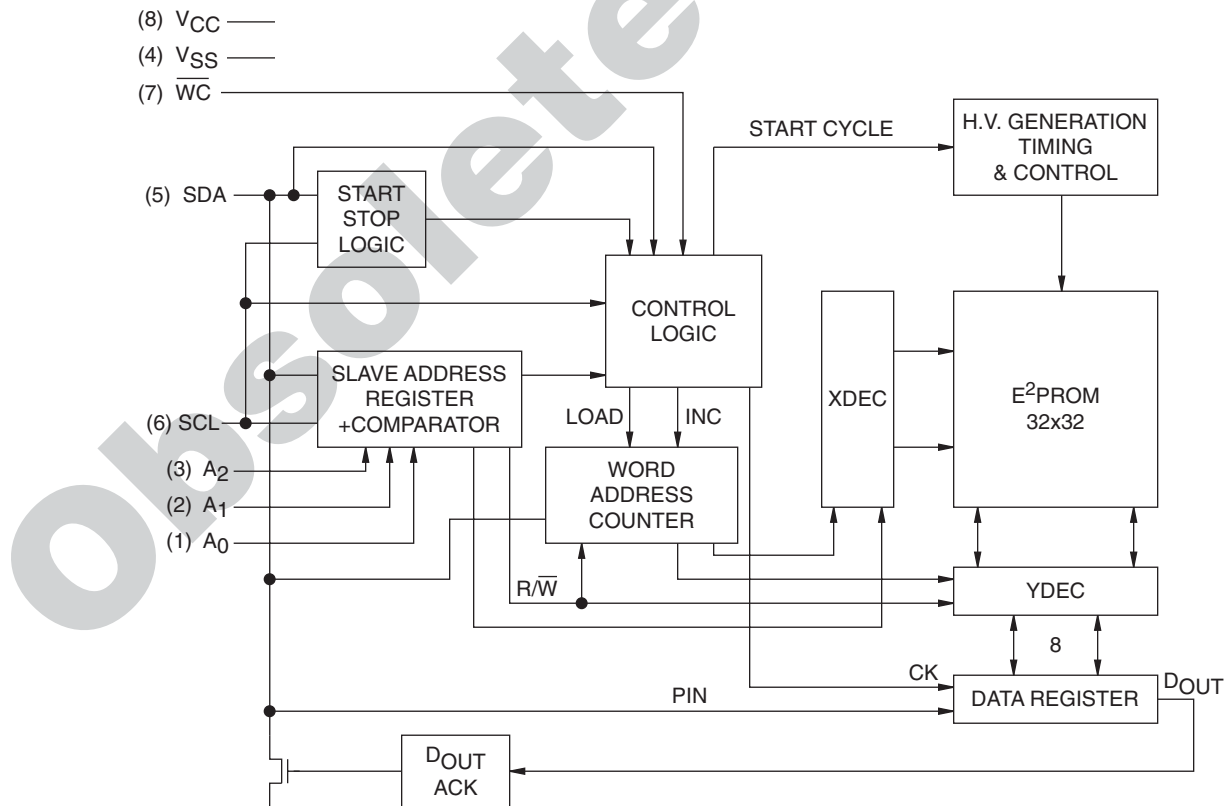 (8) VCC
(4) VSS
(7) W̅C̅
(5) SDA
START
STOP
LOGIC
START CYCLE
H.V. GENERATION
TIMING
& CONTROL
CONTROL
LOGIC
SLAVE ADDRESS
REGISTER
+COMPARATOR
(6) SCL
(3) A2
(2) A1
(1) A0
LOAD
INC
WORD
ADDRESS
COUNTER
XDEC
E²PROM
32x32
R/W̅
YDEC
8
CK
PIN
DATA REGISTER
DOUT
DOUT
ACK
Obsolete